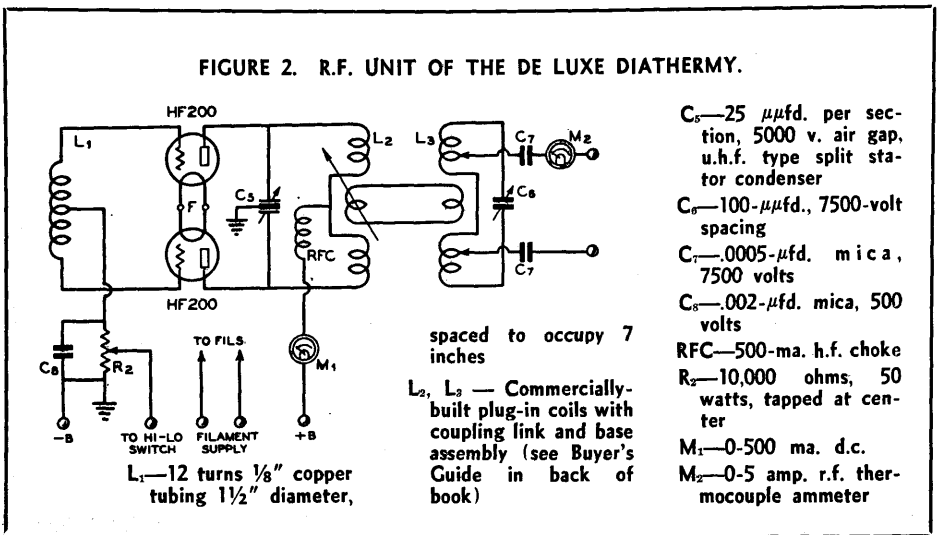 FIGURE 2. R.F. UNIT OF THE DE LUXE DIATHERMY.
HF200
L₁
L₂
L₃
C₇
M₂
C₅
F
C₆
RFC
C₇
HF200
M₁
C₈
R₂
TO FILS.
-B
TO HI-LO
SWITCH
FILAMENT
SUPPLY
+B
L₁—12 turns ⅛" copper
tubing 1½" diameter,
spaced to occupy 7
inches
L₂, L₃ — Commercially-
built plug-in coils with
coupling link and base
assembly (see Buyer's
Guide in back of
book)
C₅—25 μμfd. per sec-
tion, 5000 v. air gap,
u.h.f. type split sta-
tor condenser
C₆—100-μμfd., 7500-volt
spacing
C₇—.0005-μfd. mica,
7500 volts
C₈—.002-μfd. mica, 500
volts
RFC—500-ma. h.f. choke
R₂—10,000 ohms, 50
watts, tapped at cen-
ter
M₁—0-500 ma. d.c.
M₂—0-5 amp. r.f. ther-
mocouple ammeter